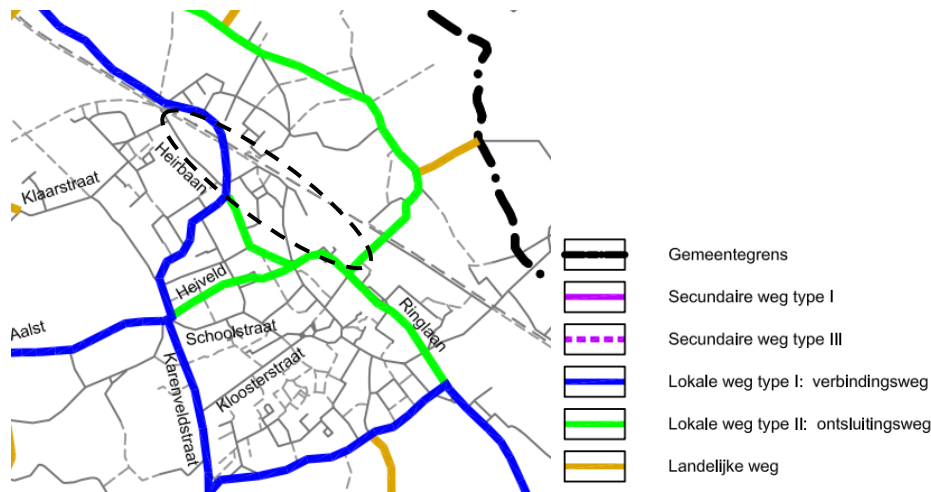 Heirbaan
Klaarstraat
Heiveld
Ringlaan
Aalst
Schoolstraat
Karenveldstraat
Kloosterstraat
Gemeentegrens
Secundaire weg type I
Secundaire weg type III
Lokale weg type I: verbindingsweg
Lokale weg type II: ontsluitingsweg
Landelijke weg